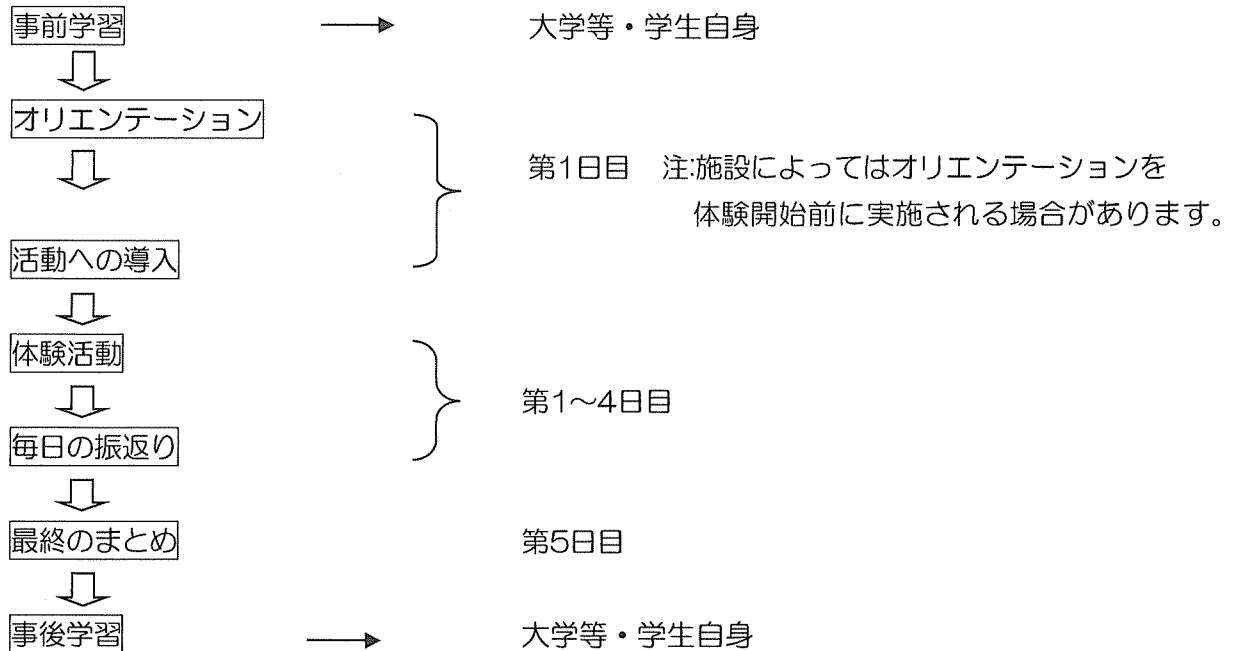 事前学習 大学等・学生自身
オリエンテーション
第1日目 注:施設によってはオリエンテーションを
体験開始前に実施される場合があります。
活動への導入
体験活動
第1～4日目
毎日の振返り
最終のまとめ 第5日目
事後学習 大学等・学生自身